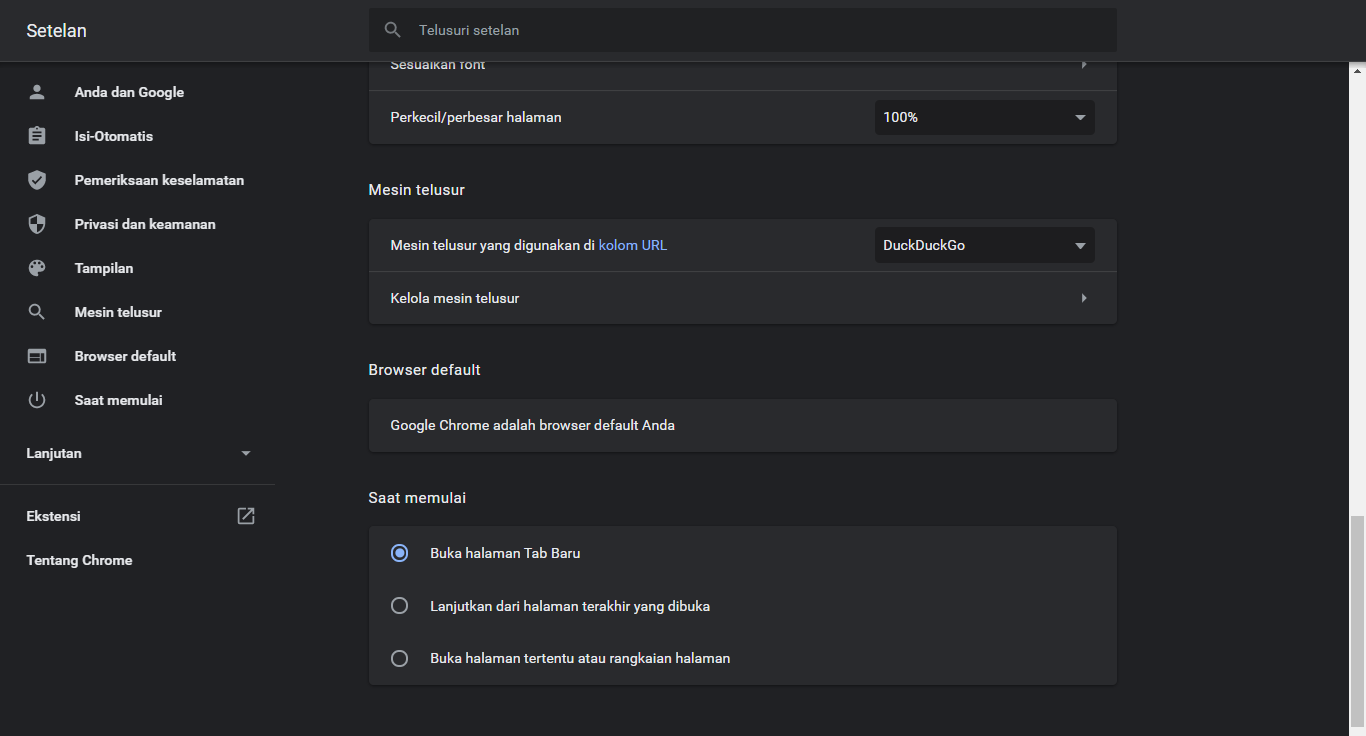 Setelan
Telusuri setelan
Anda dan Google
Isi-Otomatis
Pemeriksaan keselamatan
Privasi dan keamanan
Tampilan
Mesin telusur
Browser default
Saat memulai
Lanjutan
Ekstensi
Tentang Chrome
Sesuaikan font
Perkecil/perbesar halaman
100%
Mesin telusur
Mesin telusur yang digunakan di kolom URL
DuckDuckGo
Kelola mesin telusur
Browser default
Google Chrome adalah browser default Anda
Saat memulai
Buka halaman Tab Baru
Lanjutkan dari halaman terakhir yang dibuka
Buka halaman tertentu atau rangkaian halaman